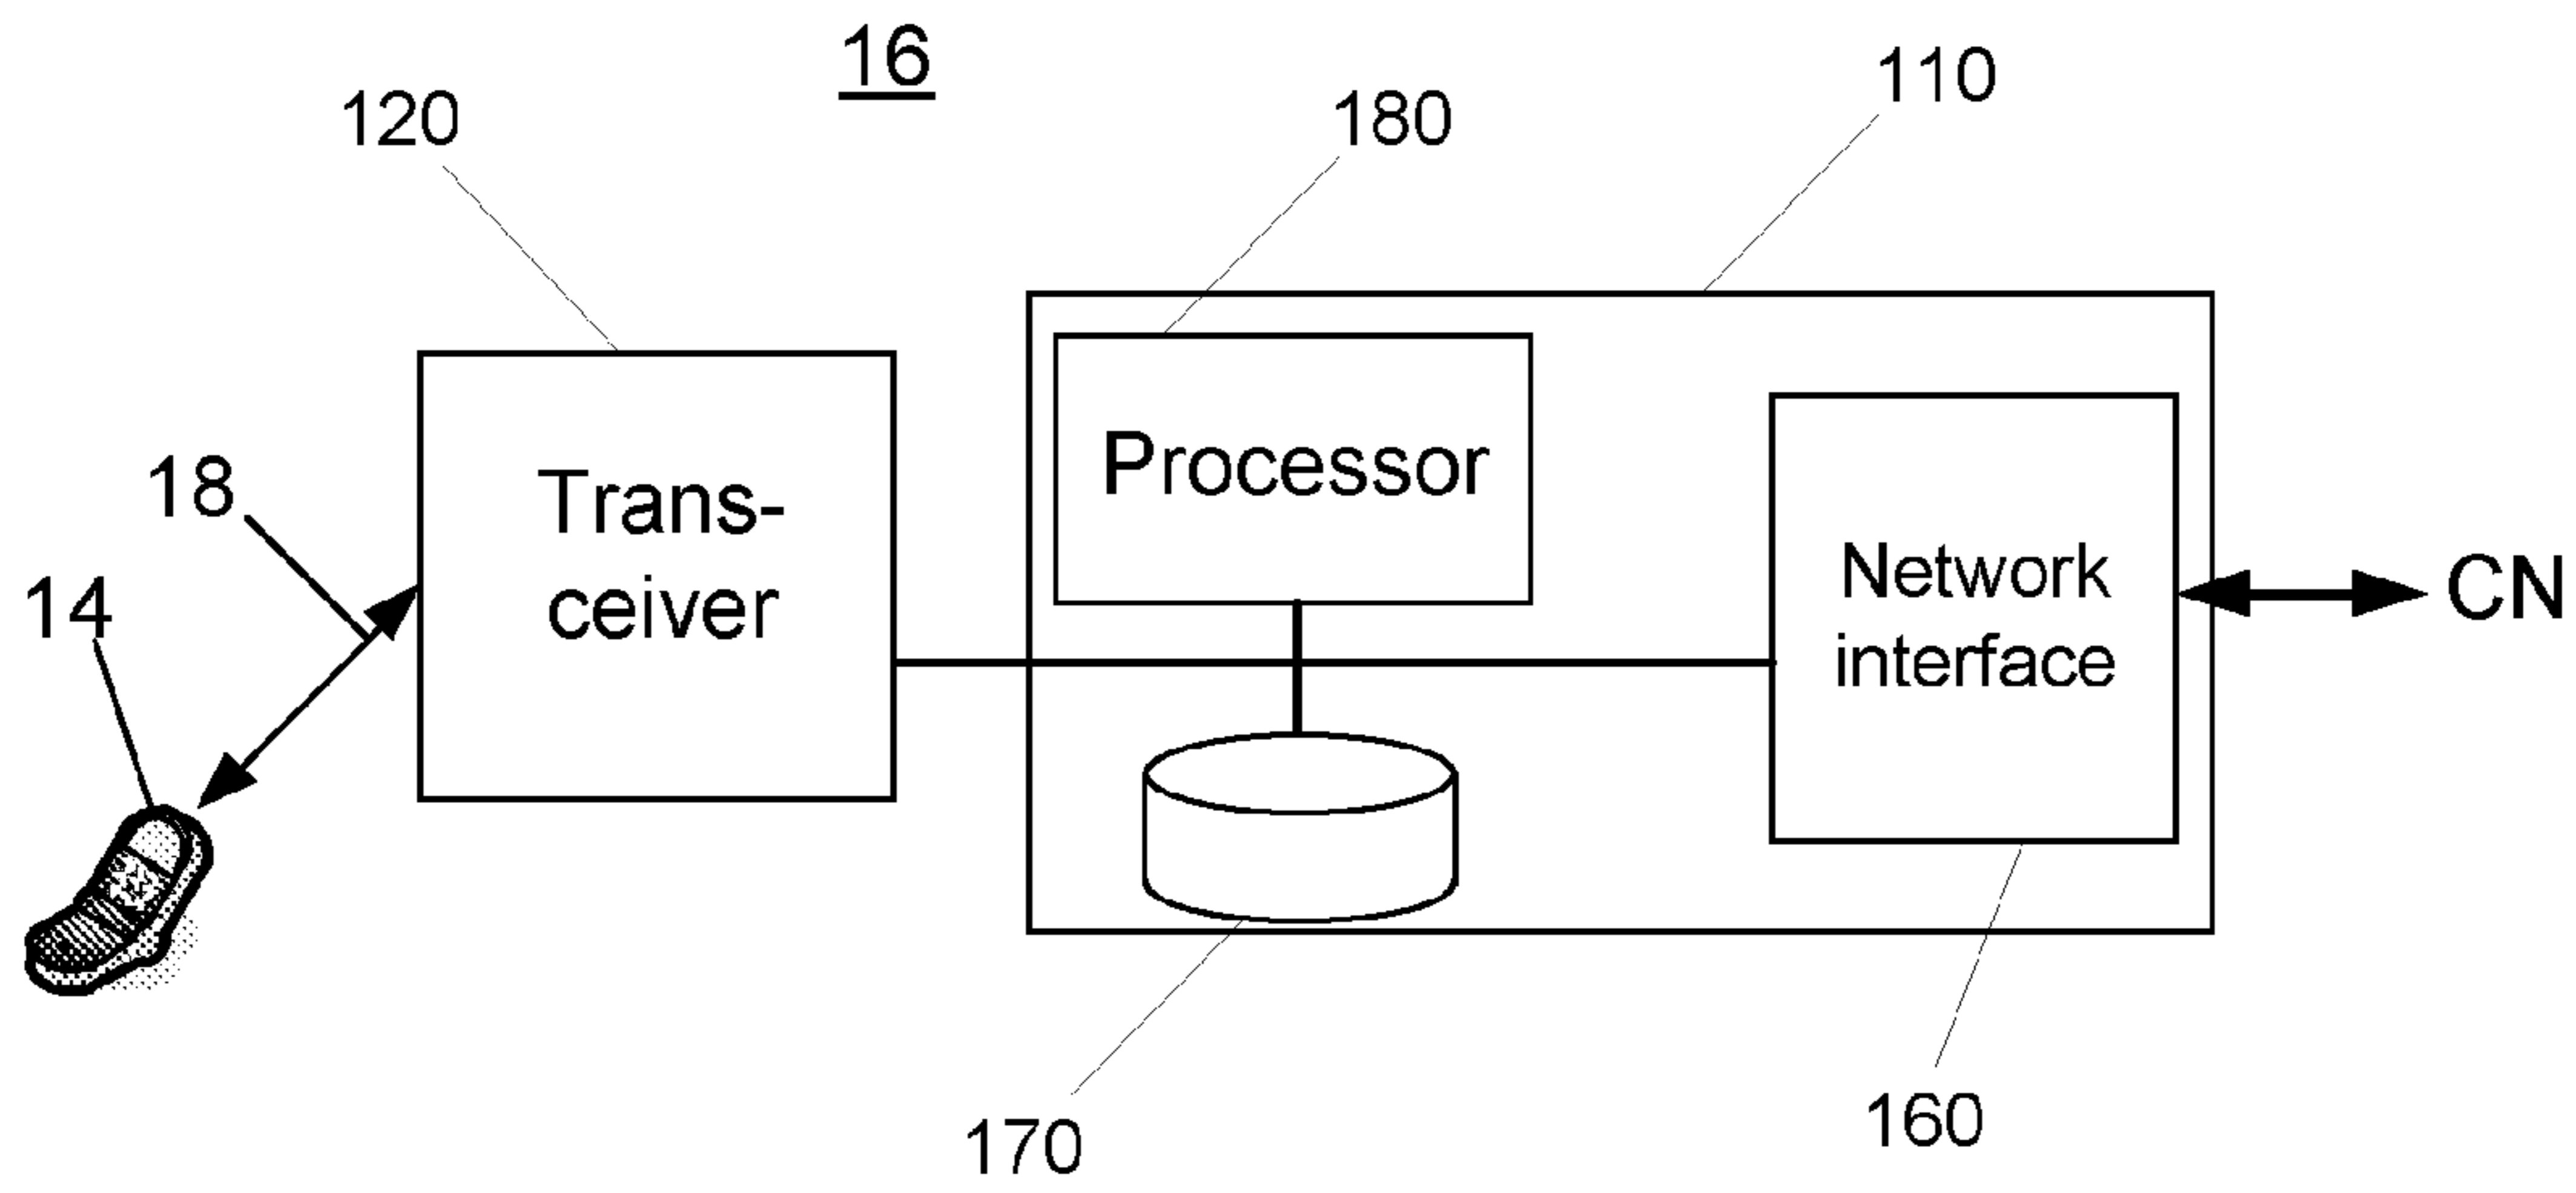 16
110
120
180
18
Trans-
ceiver
Processor
Network
interface
CN
14
170
160